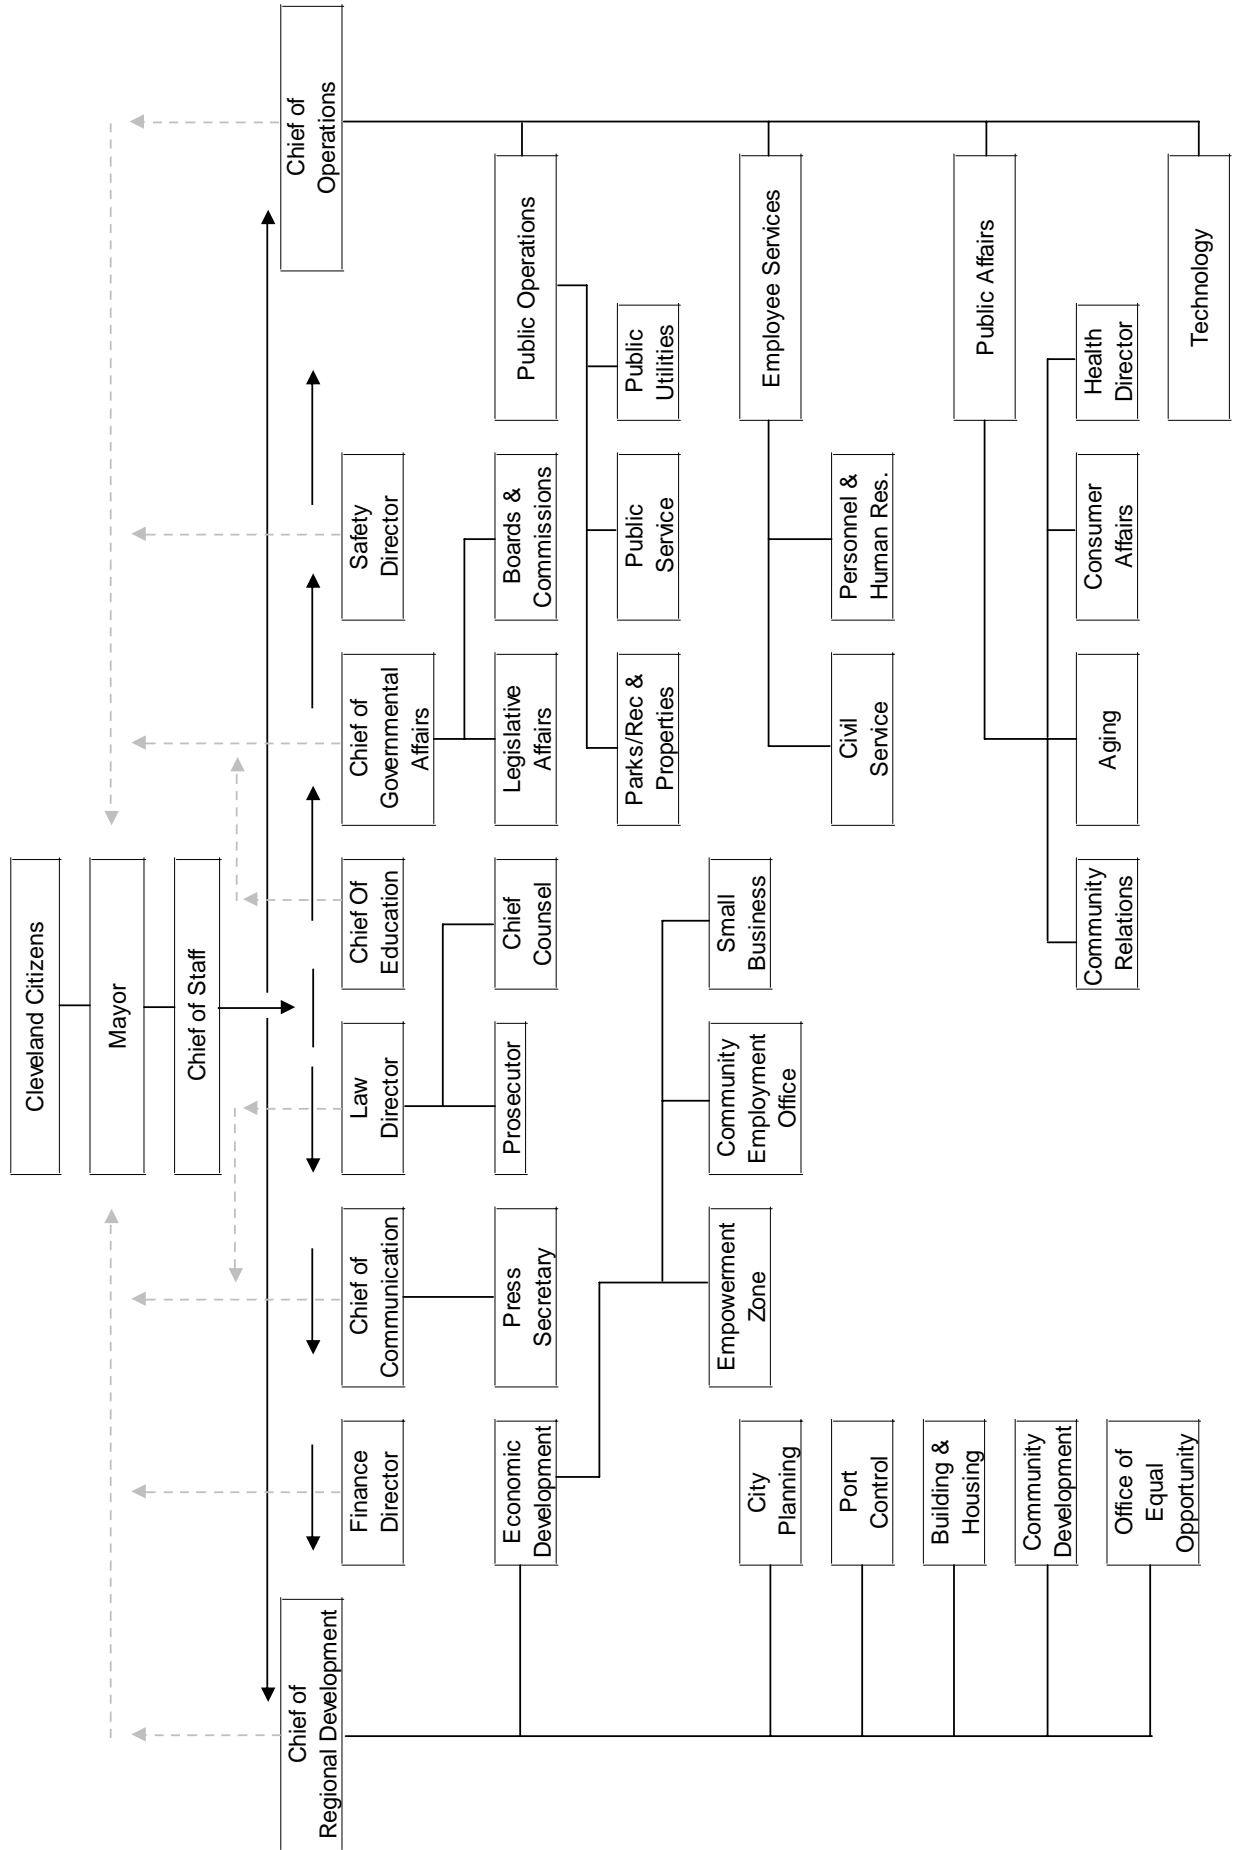 Cleveland Citizens
Mayor
Chief of Staff
Chief of
Regional Development
Chief of
Operations
Finance
Director
Chief of
Communication
Law
Director
Chief Of
Education
Chief of
Governmental
Affairs
Safety
Director
Economic
Development
Press
Secretary
Prosecutor
Chief
Counsel
Legislative
Affairs
Boards &
Commissions
Public Operations
Parks/Rec &
Properties
Public
Service
Public
Utilities
Empowerment
Zone
Community
Employment
Office
Small
Business
City
Planning
Employee Services
Port
Control
Civil
Service
Personnel &
Human Res.
Building &
Housing
Public Affairs
Community
Development
Community
Relations
Aging
Consumer
Affairs
Health
Director
Office of
Equal
Opportunity
Technology